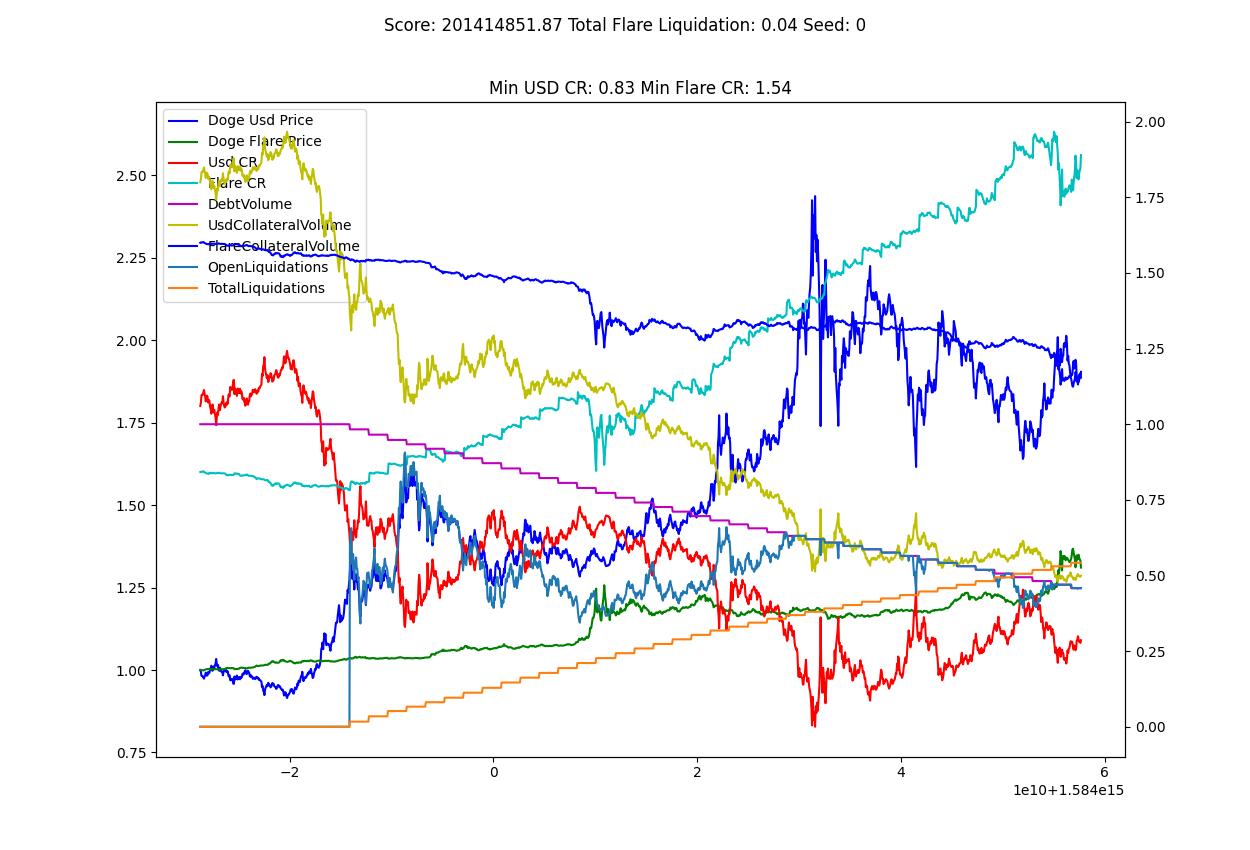 Score: 201414851.87 Total Flare Liquidation: 0.04 Seed: 0
Min USD CR: 0.83 Min Flare CR: 1.54
Doge Usd Price
Doge Flare Price
Usd CR
Flare CR
DebtVolume
UsdCollateralVolume
FlareCollateralVolume
OpenLiquidations
TotalLiquidations
2.50
2.25
2.00
1.75
1.50
1.25
1.00
0.75
2.00
1.75
1.50
1.25
1.00
0.75
0.50
0.25
0.00
−2
0
2
4
6
1e10+1.584e15